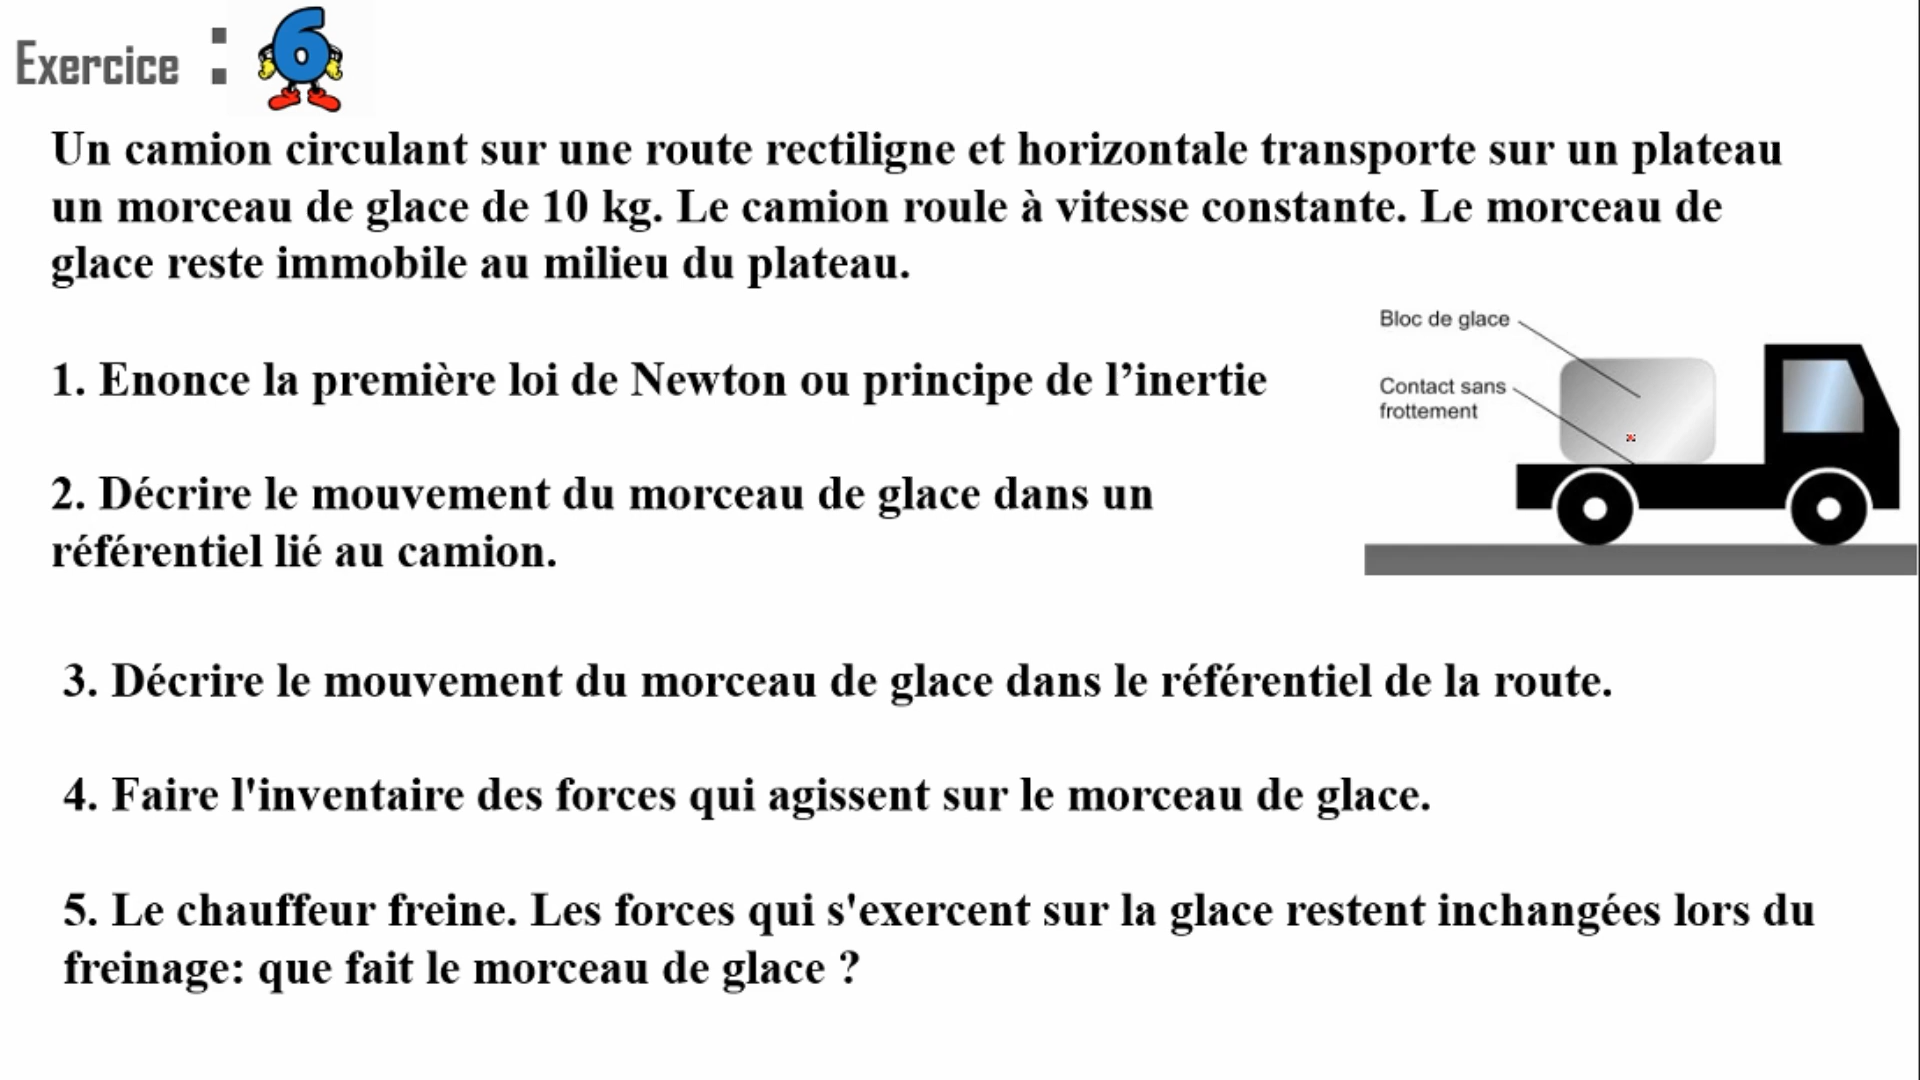 Exercice : 6
Un camion circulant sur une route rectiligne et horizontale transporte sur un plateau
un morceau de glace de 10 kg. Le camion roule à vitesse constante. Le morceau de
glace reste immobile au milieu du plateau.
Bloc de glace
Contact sans
frottement
1. Enonce la première loi de Newton ou principe de l’inertie
2. Décrire le mouvement du morceau de glace dans un
référentiel lié au camion.
3. Décrire le mouvement du morceau de glace dans le référentiel de la route.
4. Faire l'inventaire des forces qui agissent sur le morceau de glace.
5. Le chauffeur freine. Les forces qui s'exercent sur la glace restent inchangées lors du
freinage: que fait le morceau de glace ?